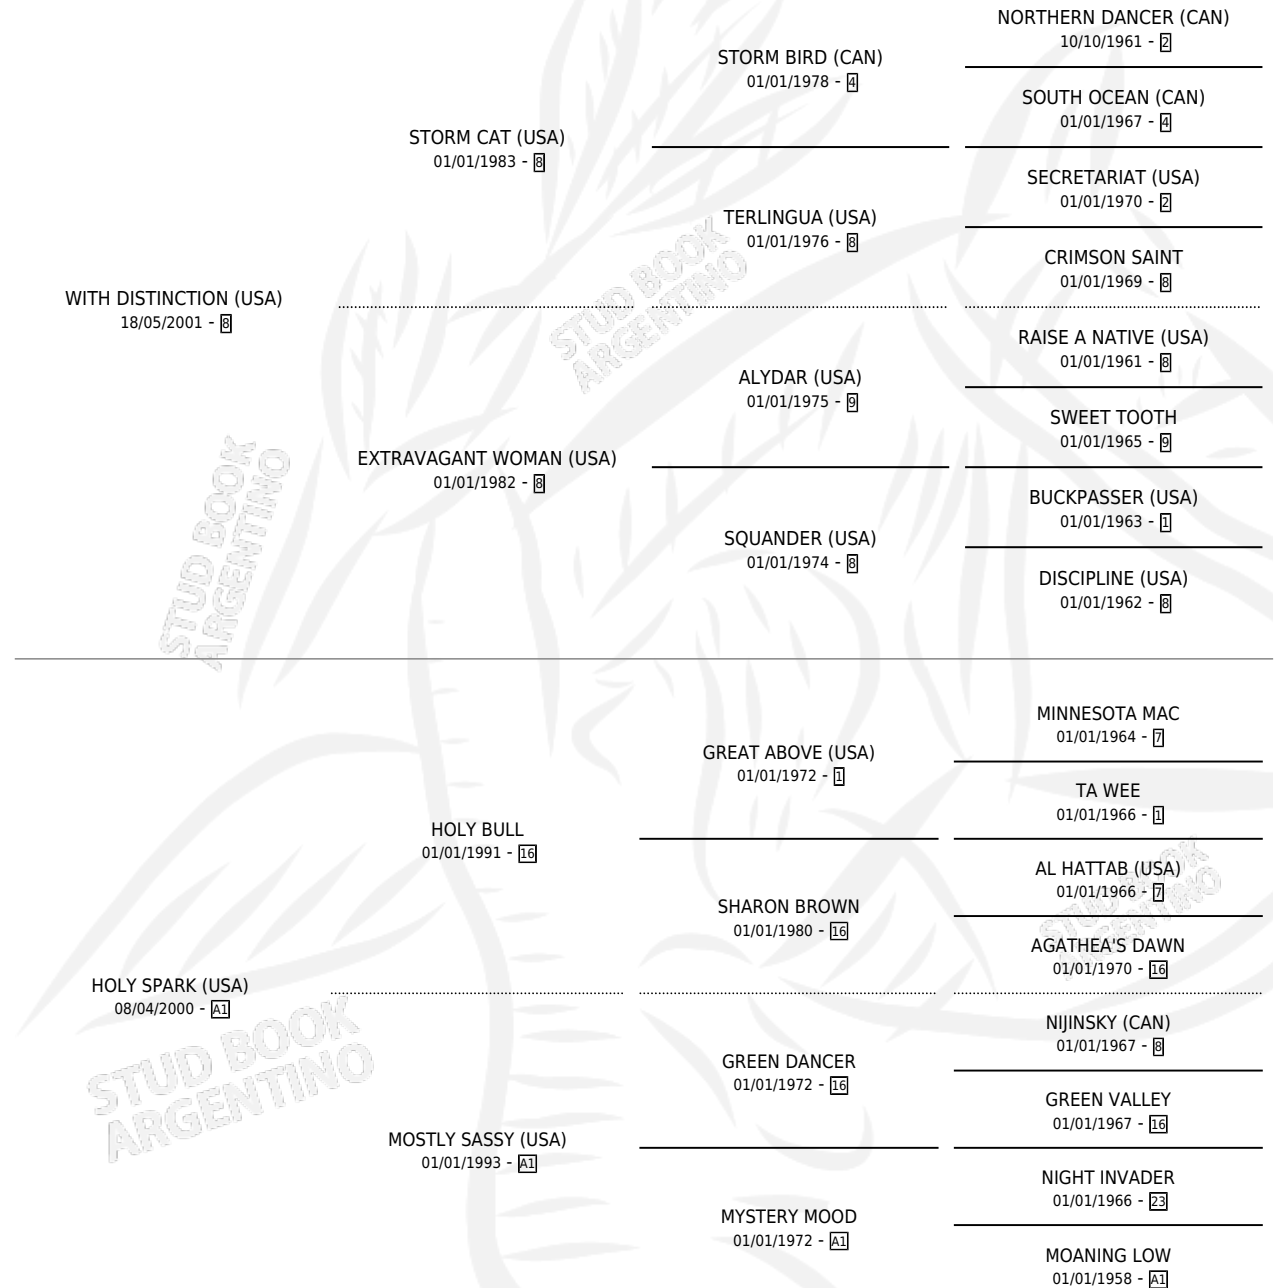 NORTHERN DANCER (CAN)
10/10/1961 - 2
STORM BIRD (CAN)
01/01/1978 - 4
SOUTH OCEAN (CAN)
01/01/1967 - 4
STORM CAT (USA)
01/01/1983 - 8
SECRETARIAT (USA)
01/01/1970 - 2
TERLINGUA (USA)
01/01/1976 - 8
CRIMSON SAINT
01/01/1969 - 8
WITH DISTINCTION (USA)
18/05/2001 - 8
RAISE A NATIVE (USA)
01/01/1961 - 8
ALYDAR (USA)
01/01/1975 - 9
SWEET TOOTH
01/01/1965 - 9
EXTRAVAGANT WOMAN (USA)
01/01/1982 - 8
BUCKPASSER (USA)
01/01/1963 - 1
SQUANDER (USA)
01/01/1974 - 8
DISCIPLINE (USA)
01/01/1962 - 8
MINNESOTA MAC
01/01/1964 - 7
GREAT ABOVE (USA)
01/01/1972 - 1
TA WEE
01/01/1966 - 1
HOLY BULL
01/01/1991 - 16
AL HATTAB (USA)
01/01/1966 - 7
SHARON BROWN
01/01/1980 - 16
AGATHEA'S DAWN
01/01/1970 - 16
HOLY SPARK (USA)
08/04/2000 - A1
NIJINSKY (CAN)
01/01/1967 - 8
GREEN DANCER
01/01/1972 - 16
GREEN VALLEY
01/01/1967 - 16
MOSTLY SASSY (USA)
01/01/1993 - A1
NIGHT INVADER
01/01/1966 - 23
MYSTERY MOOD
01/01/1972 - A1
MOANING LOW
01/01/1958 - A1
STUD BOOK
ARGENTINO
STUD BOOK
ARGENTINO
STUD BOOK
ARGENTINO
STUD BOOK
ARGENTINO